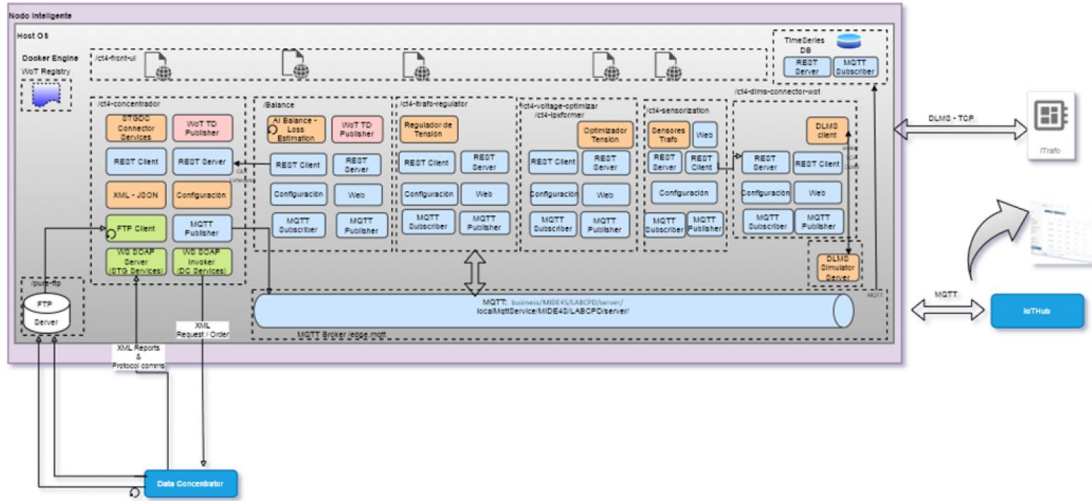 Nodo Inteligente
Host OS
Docker Engine
WoT Registry
/ct4-front-ui
TimeSeries
DB
REST
Server
MQTT
Subscriber
/ct4-concentrador
STGDC
Connector
Services
WoT TD
Publisher
REST Client
REST Server
XML - JSON
Configuración
FTP Client
MQTT
Publisher
WS SOAP
Server
(STG Services)
WS SOAP
Invoker
(DC Services)
/Balance
AI Balance -
Loss
Estimation
WoT TD
Publisher
REST Client
REST
Server
Configuración
Web
MQTT
Subscriber
MQTT
Publisher
/ct4-itrafo-regulator
Regulador de
Tensión
REST Client
REST
Server
Configuración
Web
MQTT
Subscriber
MQTT
Publisher
/ct4-voltage-optimizar
Optimizador
Tensión
REST Client
REST
Server
Configuración
Web
MQTT
Subscriber
MQTT
Publisher
/ct4-sensorization
Sensores
Trafo
Web
REST
Server
REST
Client
Configuración
MQTT
Subscriber
MQTT
Publisher
/ct4-dlms-connector-wot
DLMS
client
REST
Server
REST Client
Configuración
Web
MQTT
Subscriber
MQTT
Publisher
DLMS
Simulator
Server
/pure-ftp
FTP
Server
MQTT: business/MIDE45/LABCPD/server/
MQTT Broker /edge.mqtt
MQTT
XML
Request / Order
XML Reports
&
Protocol comms
Data Concentrator
DLMS - TCP
ITrafo
MQTT
IoTHub